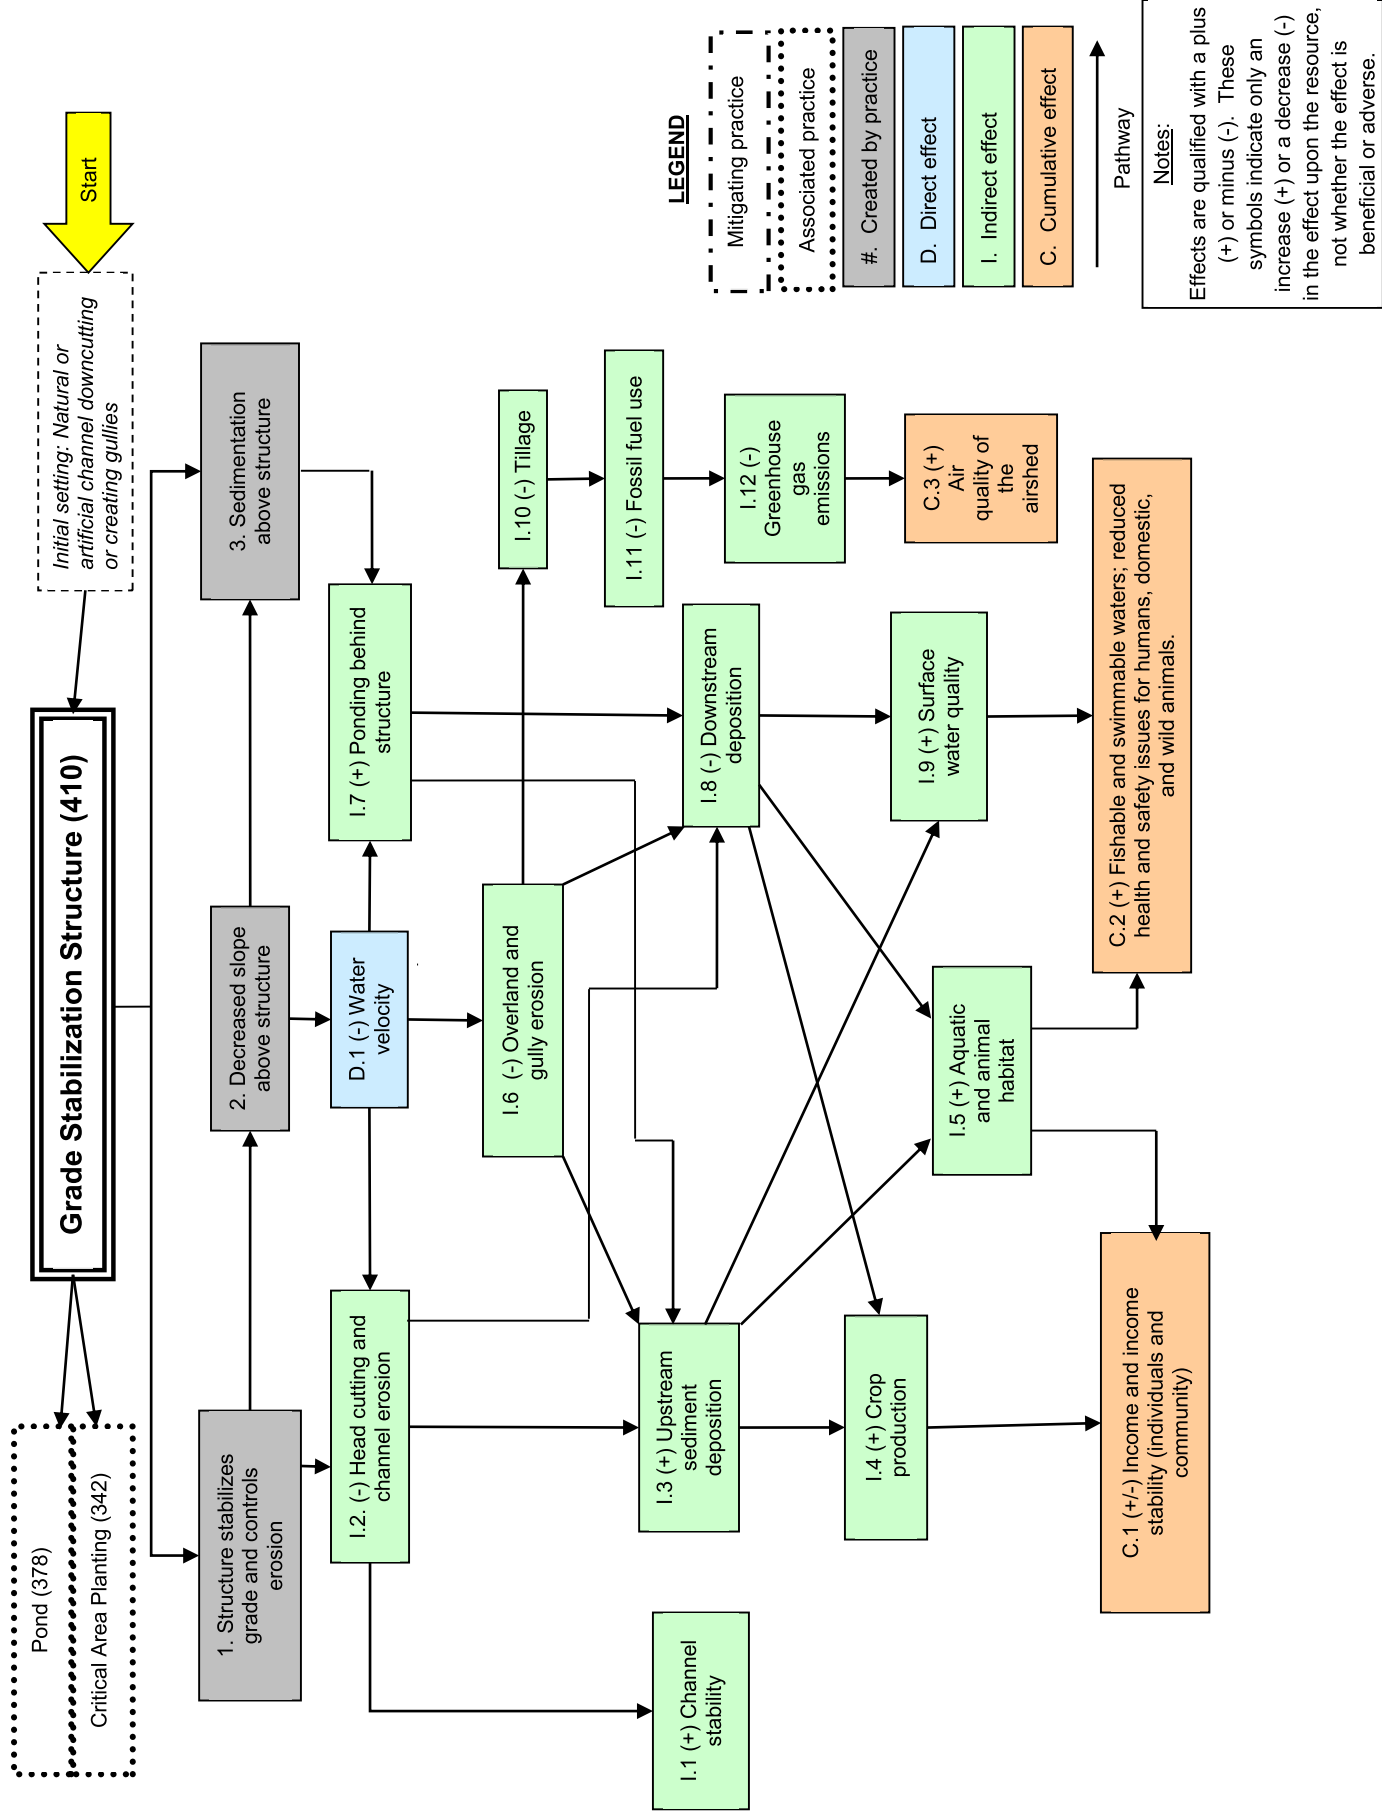 Pond (378)
Critical Area Planting (342)
Grade Stabilization Structure (410)
Initial setting: Natural or
artificial channel downcutting
or creating gullies
Start
1. Structure stabilizes
grade and controls
erosion
2. Decreased slope
above structure
3. Sedimentation
above structure
I.2. (-) Head cutting and
channel erosion
D.1 (-) Water
velocity
I.7 (+) Ponding behind
structure
I.6 (-) Overland and
gully erosion
I.10 (-) Tillage
I.1 (+) Channel
stability
I.3 (+) Upstream
sediment
deposition
I.8 (-) Downstream
deposition
I.11 (-) Fossil fuel use
I.4 (+) Crop
production
I.5 (+) Aquatic
and animal
habitat
I.9 (+) Surface
water quality
I.12 (-)
Greenhouse
gas
emissions
C.3 (+)
Air
quality of
the
airshed
C.1 (+/-) Income and income
stability (individuals and
community)
C.2 (+) Fishable and swimmable waters; reduced
health and safety issues for humans, domestic,
and wild animals.
LEGEND
Mitigating practice
Associated practice
#. Created by practice
D. Direct effect
I. Indirect effect
C. Cumulative effect
Pathway
Notes:
Effects are qualified with a plus
(+) or minus (-). These
symbols indicate only an
increase (+) or a decrease (-)
in the effect upon the resource,
not whether the effect is
beneficial or adverse.